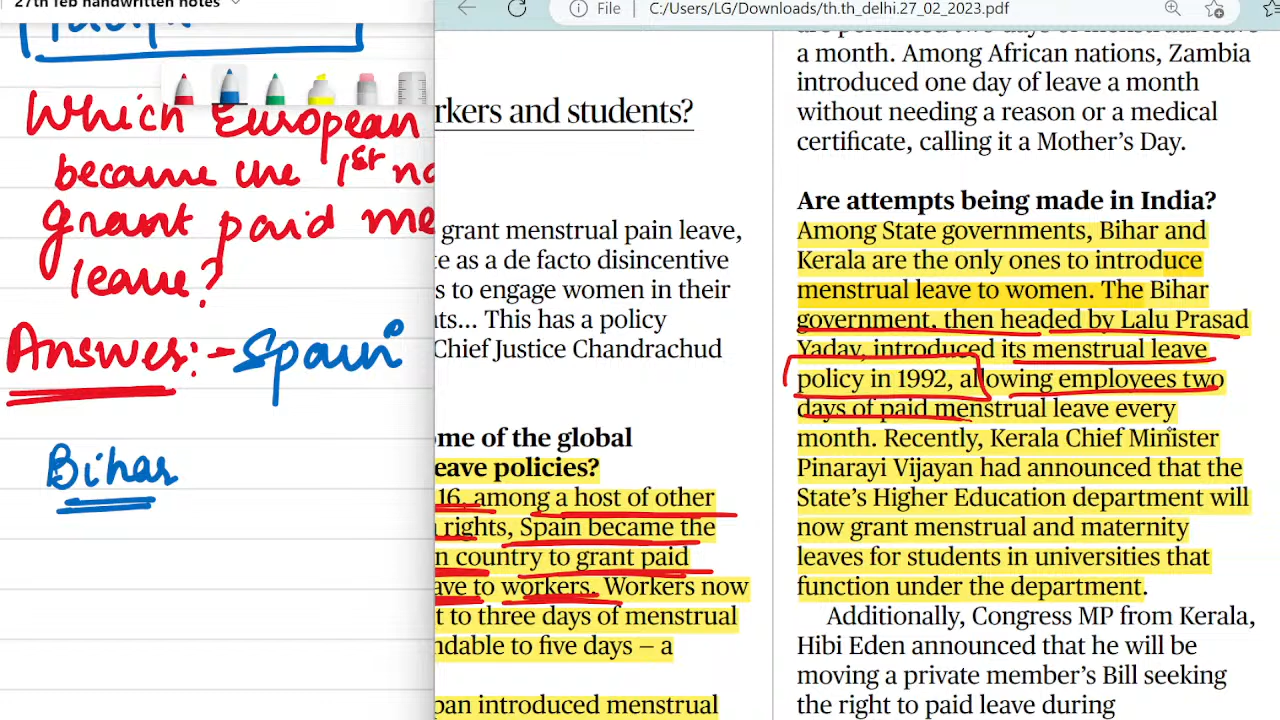 27th feb handwritten notes
Which European
became the 1st
grant paid
leave?
Answer:- Spain
Bihar
File C:/Users/LG/Downloads/th.th_delhi.27_02_2023.pdf
rkers and students?
grant menstrual pain leave,
te as a de facto disincentive
s to engage women in their
nts... This has a policy
Chief Justice Chandrachud
ome of the global
eave policies?
16, among a host of other
rights, Spain became the
n country to grant paid
ave to workers. Workers now
t to three days of menstrual
ndable to five days – a
pan introduced menstrual
are permitted two days of menstrual leave
a month. Among African nations, Zambia
introduced one day of leave a month
without needing a reason or a medical
certificate, calling it a Mother’s Day.
Are attempts being made in India?
Among State governments, Bihar and
Kerala are the only ones to introduce
menstrual leave to women. The Bihar
government, then headed by Lalu Prasad
Yadav, introduced its menstrual leave
policy in 1992, allowing employees two
days of paid menstrual leave every
month. Recently, Kerala Chief Minister
Pinarayi Vijayan had announced that the
State’s Higher Education department will
now grant menstrual and maternity
leaves for students in universities that
function under the department.
Additionally, Congress MP from Kerala,
Hibi Eden announced that he will be
moving a private member’s Bill seeking
the right to paid leave during